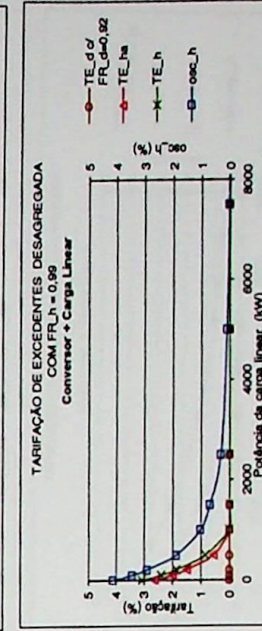 TARIFAÇÃO DE EXCEDENTES DESAGREGADA
COM FR_h = 0,99
Conversor + Carga Linear
Tarifação (%)
5
4
3
2
1
0
0
2000
4000
6000
8000
Potência da carga linear (kW)
5
4
3
2
1
0
osc_h (%)
TE_d c/
FR_d=0,92
TE_ha
TE_h
osc_h